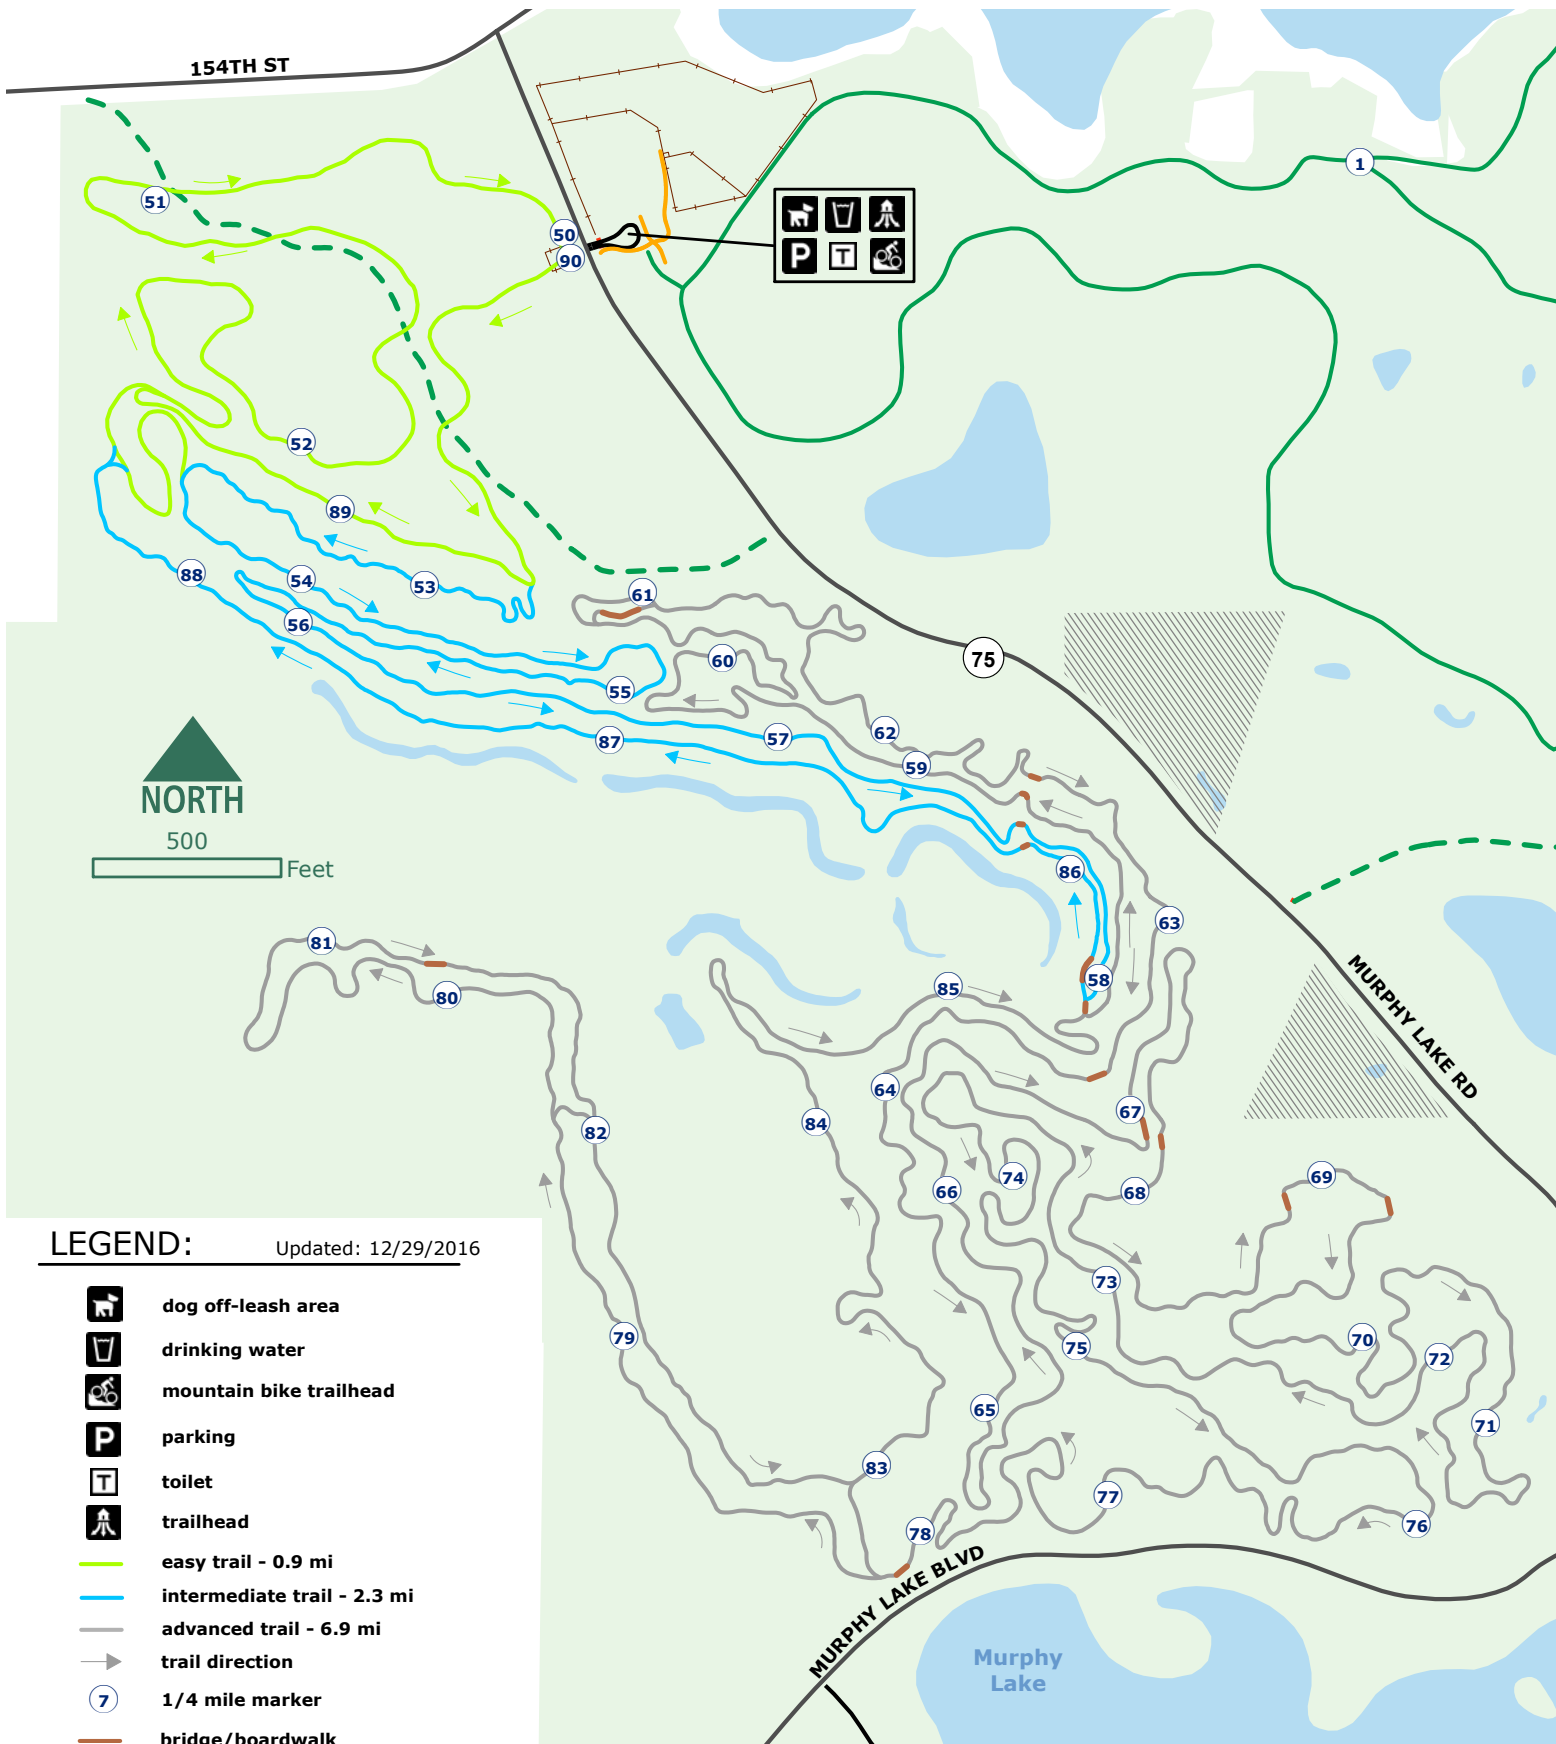 154TH ST
1
51
50
90
P
T
52
89
88
54
53
61
56
60
75
55
62
87
57
59
NORTH
500
Feet
86
63
81
58
80
85
MURPHY LAKE RD
64
67
84
82
74
69
66
68
73
79
70
75
72
65
71
83
77
76
78
MURPHY LAKE BLVD
Murphy
Lake
LEGEND:
Updated: 12/29/2016
dog off-leash area
drinking water
mountain bike trailhead
P parking
T toilet
trailhead
easy trail - 0.9 mi
intermediate trail - 2.3 mi
advanced trail - 6.9 mi
trail direction
7 1/4 mile marker
bridge/boardwalk